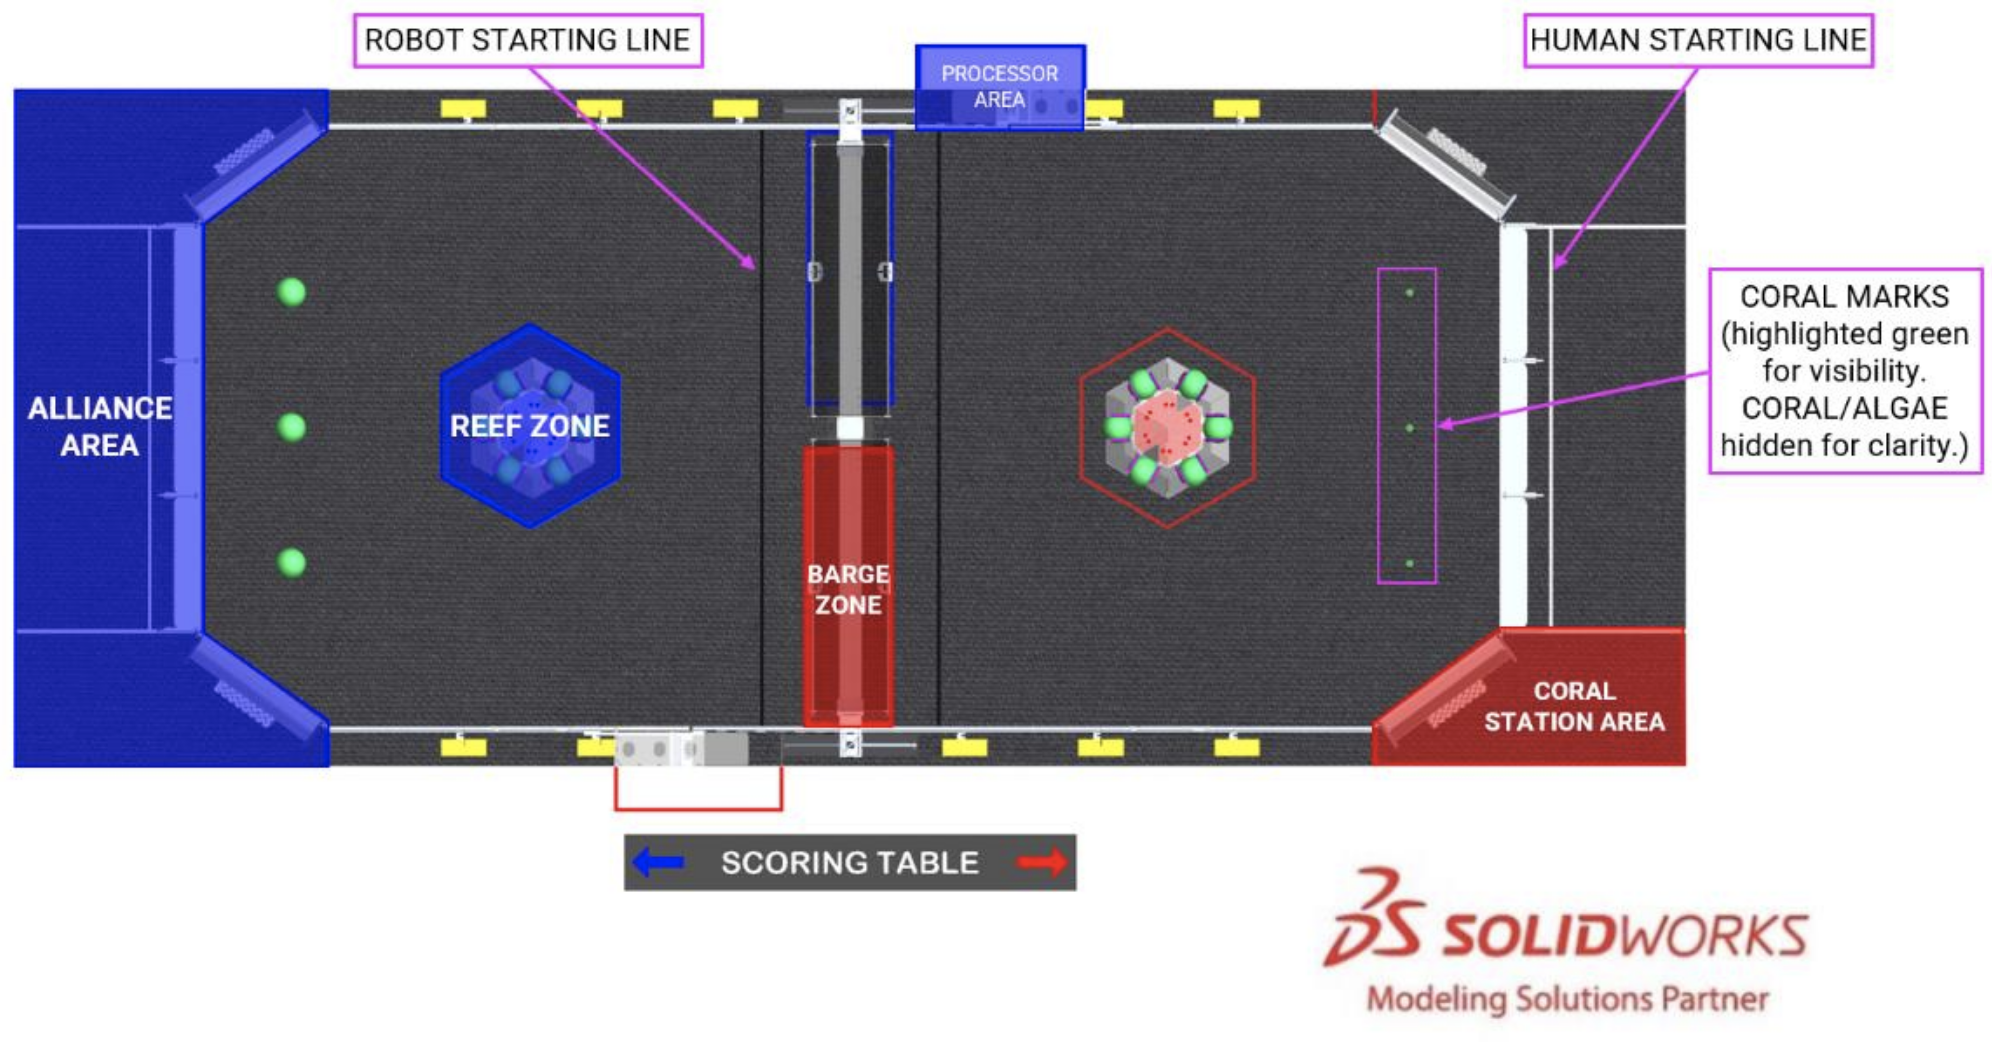 ROBOT STARTING LINE
HUMAN STARTING LINE
PROCESSOR
AREA
CORAL MARKS
(highlighted green
for visibility.
CORAL/ALGAE
hidden for clarity.)
ALLIANCE
AREA
REEF ZONE
BARGE
ZONE
CORAL
STATION AREA
SCORING TABLE
SOLIDWORKS
Modeling Solutions Partner